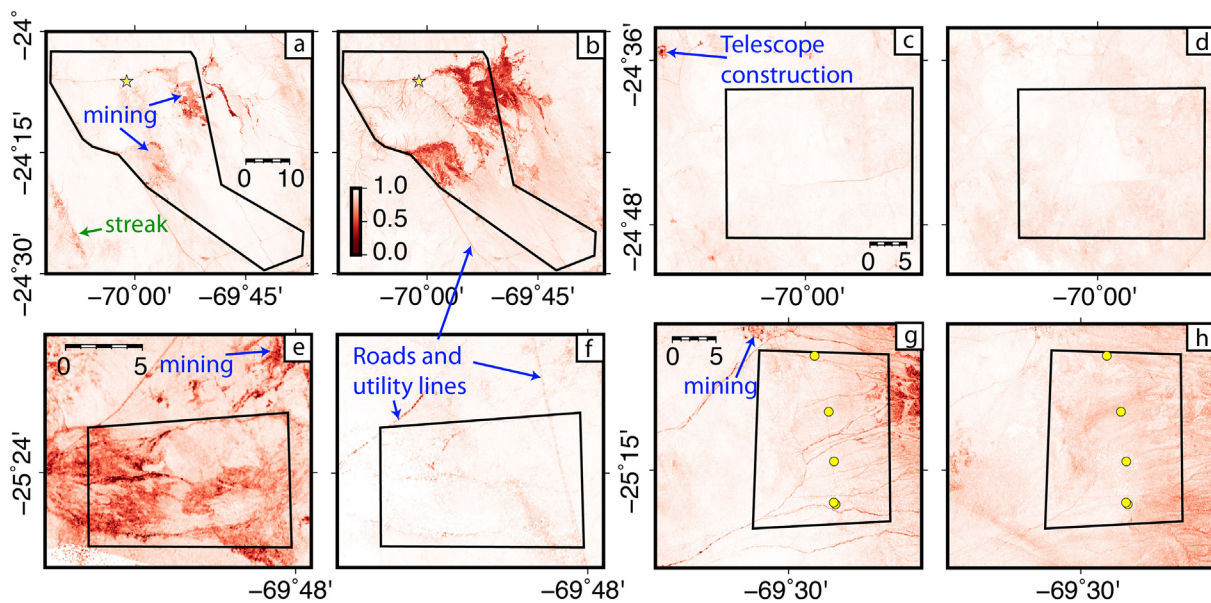 −24˚
−24˚15'
−24˚30'
a
mining
0 10
streak
−70˚00'
−69˚45'
b
1.0
0.5
0.0
−70˚00'
−69˚45'
−24˚36'
−24˚48'
c
Telescope
construction
0 5
−70˚00'
d
−70˚00'
−25˚24'
e
0 5
mining
−69˚48'
f
Roads and
utility lines
−69˚48'
−25˚15'
g
0 5
mining
−69˚30'
h
−69˚30'